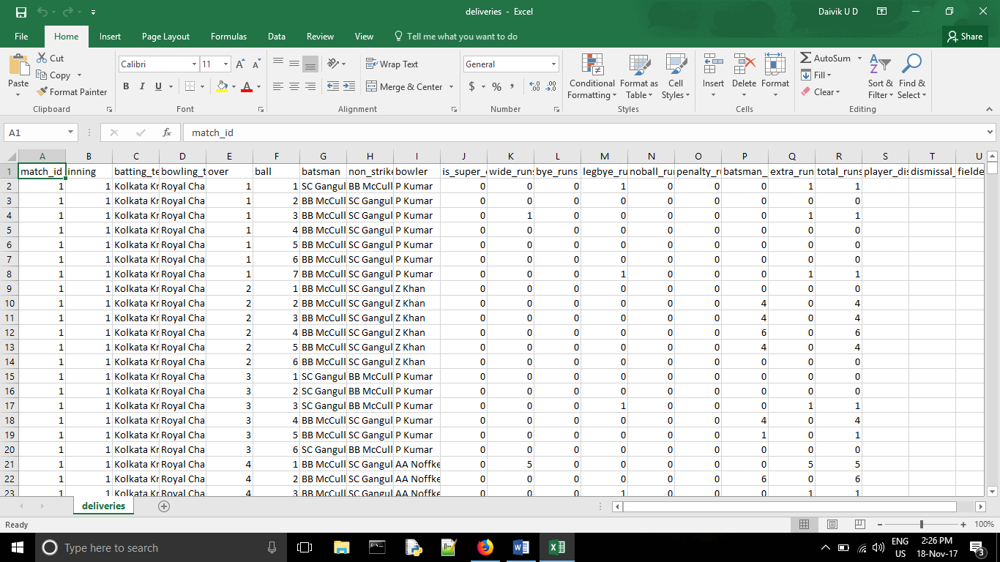 deliveries - Excel
Daivik U D
File Home Insert Page Layout Formulas Data Review View Tell me what you want to do Share
Cut
Copy
Format Painter
Paste
Clipboard
Calibri 11
B I U
Font
Wrap Text
Merge & Center
Alignment
General
$ % ,
Number
Conditional Formatting
Format as Table
Cell Styles
Styles
Insert Delete Format
Cells
AutoSum
Fill
Clear
Sort & Filter
Find & Select
Editing
A1 fx match_id
A B C D E F G H I J K L M N O P Q R S T U
1 match_id inning batting_te bowling_t over ball batsman non_strike bowler is_super_ wide_runs bye_runs legbye_ru noball_run penalty_ru batsman_ extra_run total_runs player_dis dismissal_ fielde
2 1 1 Kolkata Kr Royal Cha 1 1 SC Gangul BB McCull P Kumar 0 0 0 1 0 0 0 1 1
3 1 1 Kolkata Kr Royal Cha 1 2 BB McCull SC Gangul P Kumar 0 0 0 0 0 0 0 0 0
4 1 1 Kolkata Kr Royal Cha 1 3 BB McCull SC Gangul P Kumar 0 1 0 0 0 0 0 1 1
5 1 1 Kolkata Kr Royal Cha 1 4 BB McCull SC Gangul P Kumar 0 0 0 0 0 0 0 0 0
6 1 1 Kolkata Kr Royal Cha 1 5 BB McCull SC Gangul P Kumar 0 0 0 0 0 0 0 0 0
7 1 1 Kolkata Kr Royal Cha 1 6 BB McCull SC Gangul P Kumar 0 0 0 0 0 0 0 0 0
8 1 1 Kolkata Kr Royal Cha 1 7 BB McCull SC Gangul P Kumar 0 0 0 1 0 0 0 1 1
9 1 1 Kolkata Kr Royal Cha 2 1 BB McCull SC Gangul Z Khan 0 0 0 0 0 0 0 0 0
10 1 1 Kolkata Kr Royal Cha 2 2 BB McCull SC Gangul Z Khan 0 0 0 0 0 0 4 0 4
11 1 1 Kolkata Kr Royal Cha 2 3 BB McCull SC Gangul Z Khan 0 0 0 0 0 0 4 0 4
12 1 1 Kolkata Kr Royal Cha 2 4 BB McCull SC Gangul Z Khan 0 0 0 0 0 0 6 0 6
13 1 1 Kolkata Kr Royal Cha 2 5 BB McCull SC Gangul Z Khan 0 0 0 0 0 0 4 0 4
14 1 1 Kolkata Kr Royal Cha 2 6 BB McCull SC Gangul Z Khan 0 0 0 0 0 0 0 0 0
15 1 1 Kolkata Kr Royal Cha 3 1 SC Gangul BB McCull P Kumar 0 0 0 0 0 0 0 0 0
16 1 1 Kolkata Kr Royal Cha 3 2 SC Gangul BB McCull P Kumar 0 0 0 0 0 0 0 0 0
17 1 1 Kolkata Kr Royal Cha 3 3 SC Gangul BB McCull P Kumar 0 0 0 1 0 0 0 1 1
18 1 1 Kolkata Kr Royal Cha 3 4 BB McCull SC Gangul P Kumar 0 0 0 0 0 0 4 0 4
19 1 1 Kolkata Kr Royal Cha 3 5 BB McCull SC Gangul P Kumar 0 0 0 0 0 0 1 0 1
20 1 1 Kolkata Kr Royal Cha 3 6 SC Gangul BB McCull P Kumar 0 0 0 0 0 0 0 0 0
21 1 1 Kolkata Kr Royal Cha 4 1 BB McCull SC Gangul AA Noffke 0 5 0 0 0 0 0 5 5
22 1 1 Kolkata Kr Royal Cha 4 2 BB McCull SC Gangul AA Noffke 0 0 0 0 0 0 6 0 6
23 1 1 Kolkata Kr Royal Cha 4 3 BB McCull SC Gangul AA Noffke 0 0 0 1 0 0 0 1 1
deliveries
Ready
100%
Type here to search
ENG
US
2:26 PM
18-Nov-17
3